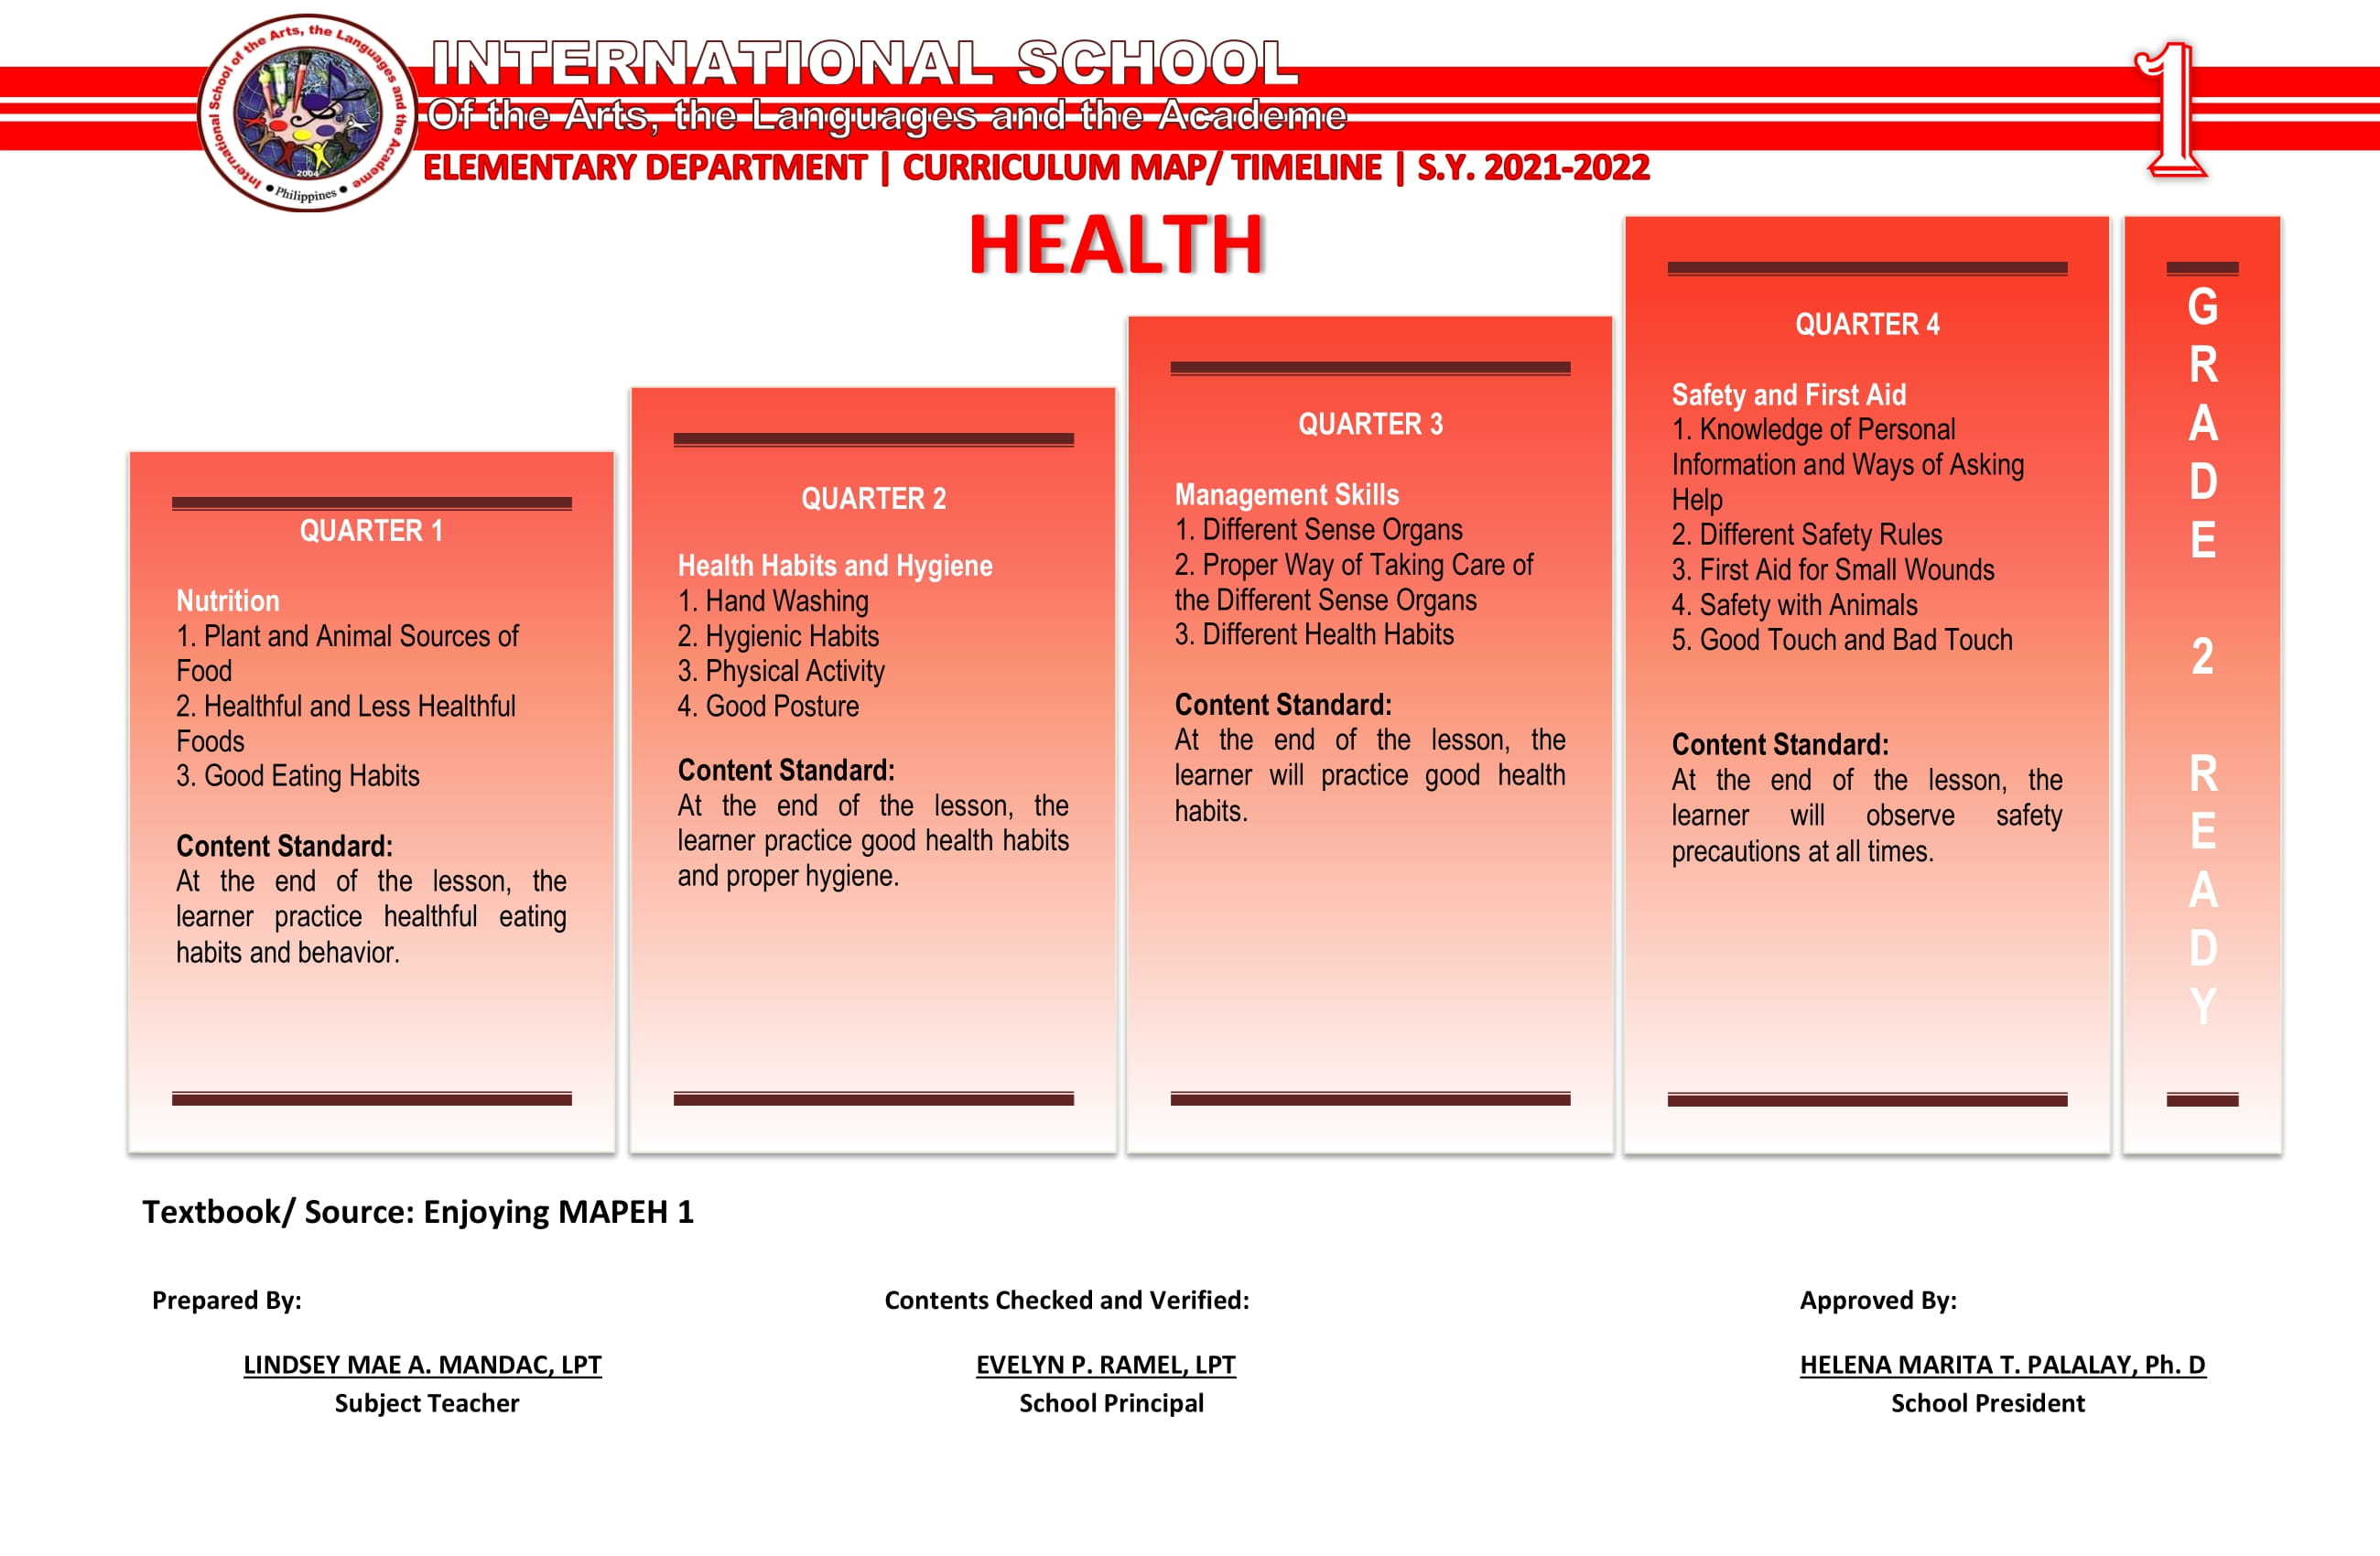 International School of the Arts, the Languages and the Academe
2004
Philippines
INTERNATIONAL SCHOOL
Of the Arts, the Languages and the Academe
ELEMENTARY DEPARTMENT | CURRICULUM MAP/ TIMELINE | S.Y. 2021-2022
1
HEALTH
QUARTER 1
Nutrition
1. Plant and Animal Sources of
Food
2. Healthful and Less Healthful
Foods
3. Good Eating Habits
Content Standard:
At the end of the lesson, the
learner practice healthful eating
habits and behavior.
QUARTER 2
Health Habits and Hygiene
1. Hand Washing
2. Hygienic Habits
3. Physical Activity
4. Good Posture
Content Standard:
At the end of the lesson, the
learner practice good health habits
and proper hygiene.
QUARTER 3
Management Skills
1. Different Sense Organs
2. Proper Way of Taking Care of
the Different Sense Organs
3. Different Health Habits
Content Standard:
At the end of the lesson, the
learner will practice good health
habits.
QUARTER 4
Safety and First Aid
1. Knowledge of Personal
Information and Ways of Asking
Help
2. Different Safety Rules
3. First Aid for Small Wounds
4. Safety with Animals
5. Good Touch and Bad Touch
Content Standard:
At the end of the lesson, the
learner will observe safety
precautions at all times.
GRADE 2 READY
Textbook/ Source: Enjoying MAPEH 1
Prepared By:
LINDSEY MAE A. MANDAC, LPT
Subject Teacher
Contents Checked and Verified:
EVELYN P. RAMEL, LPT
School Principal
Approved By:
HELENA MARITA T. PALALAY, Ph. D
School President